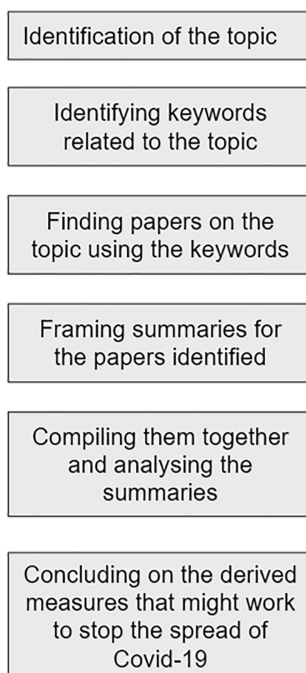 Identification of the topic
Identifying keywords
related to the topic
Finding papers on the
topic using the keywords
Framing summaries for
the papers identified
Compiling them together
and analysing the
summaries
Concluding on the derived
measures that might work
to stop the spread of
Covid-19